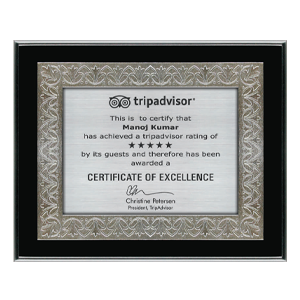 tripadvisor®
This is to certify that
Manoj Kumar
has achieved a tripadvisor rating of
★★★★★
by its guests and therefore has been
awarded a
CERTIFICATE OF EXCELLENCE
Christine Petersen
President, TripAdvisor